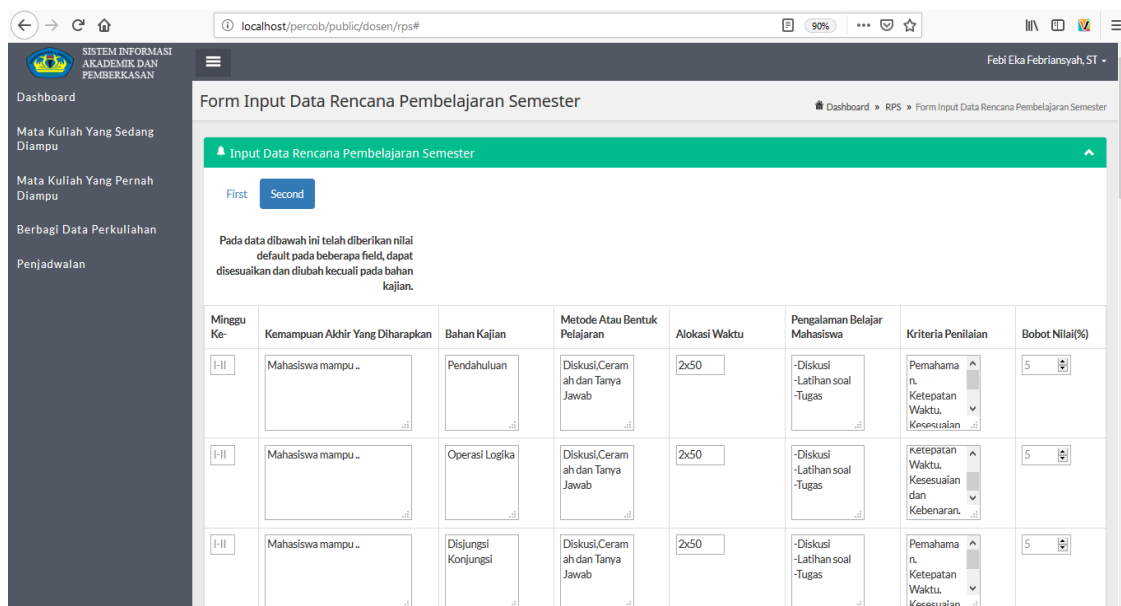 localhost/percob/public/dosen/rps#
90%
SISTEM INFORMASI
AKADEMIK DAN
PEMBERKASAN
Febi Eka Febriansyah, ST
Dashboard
Mata Kuliah Yang Sedang
Diampu
Mata Kuliah Yang Pernah
Diampu
Berbagi Data Perkuliahan
Penjadwalan
Form Input Data Rencana Pembelajaran Semester
Dashboard » RPS » Form Input Data Rencana Pembelajaran Semester
Input Data Rencana Pembelajaran Semester
First Second
Pada data dibawah ini telah diberikan nilai
default pada beberapa field, dapat
disesuaikan dan diubah kecuali pada bahan
kajian.
Minggu
Ke-
Kemampuan Akhir Yang Diharapkan
Bahan Kajian
Metode Atau Bentuk
Pelajaran
Alokasi Waktu
Pengalaman Belajar
Mahasiswa
Kriteria Penilaian
Bobot Nilai(%)
I-II
Mahasiswa mampu ..
Pendahuluan
Diskusi,Ceram
ah dan Tanya
Jawab
2x50
-Diskusi
-Latihan soal
-Tugas
Pemahama
n.
Ketepatan
Waktu.
Kesesuaian
5
I-II
Mahasiswa mampu ..
Operasi Logika
Diskusi,Ceram
ah dan Tanya
Jawab
2x50
-Diskusi
-Latihan soal
-Tugas
Ketepatan
Waktu.
Kesesuaian
dan
Kebenaran.
5
I-II
Mahasiswa mampu ..
Disjungsi
Konjungsi
Diskusi,Ceram
ah dan Tanya
Jawab
2x50
-Diskusi
-Latihan soal
-Tugas
Pemahama
n.
Ketepatan
Waktu.
Kesesuaian
5